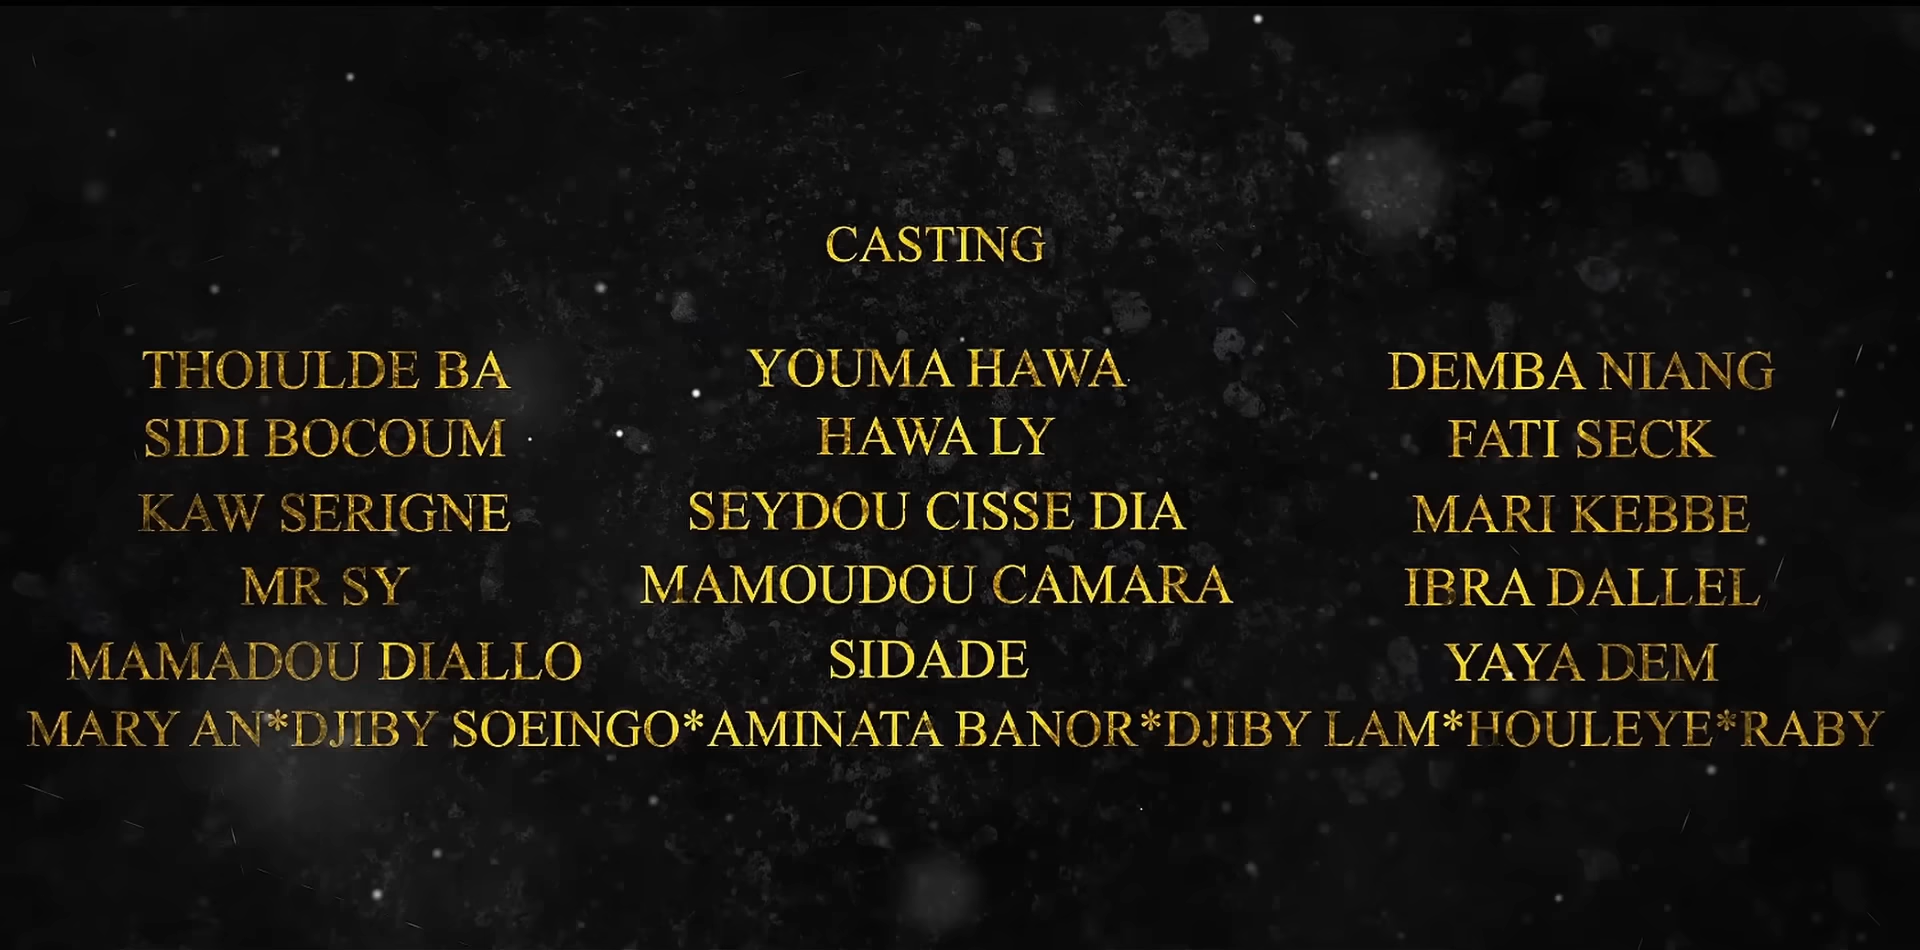 CASTING
THOIULDE BA YOUMA HAWA DEMBA NIANG
SIDI BOCOUM HAWA LY FATI SECK
KAW SERIGNE SEYDOU CISSE DIA MARI KEBBE
MR SY MAMOUDOU CAMARA IBRA DALLEL
MAMADOU DIALLO SIDADE YAYA DEM
MARY AN*DJIBY SOEINGO*AMINATA BANOR*DJIBY LAM*HOULEYE*RABY